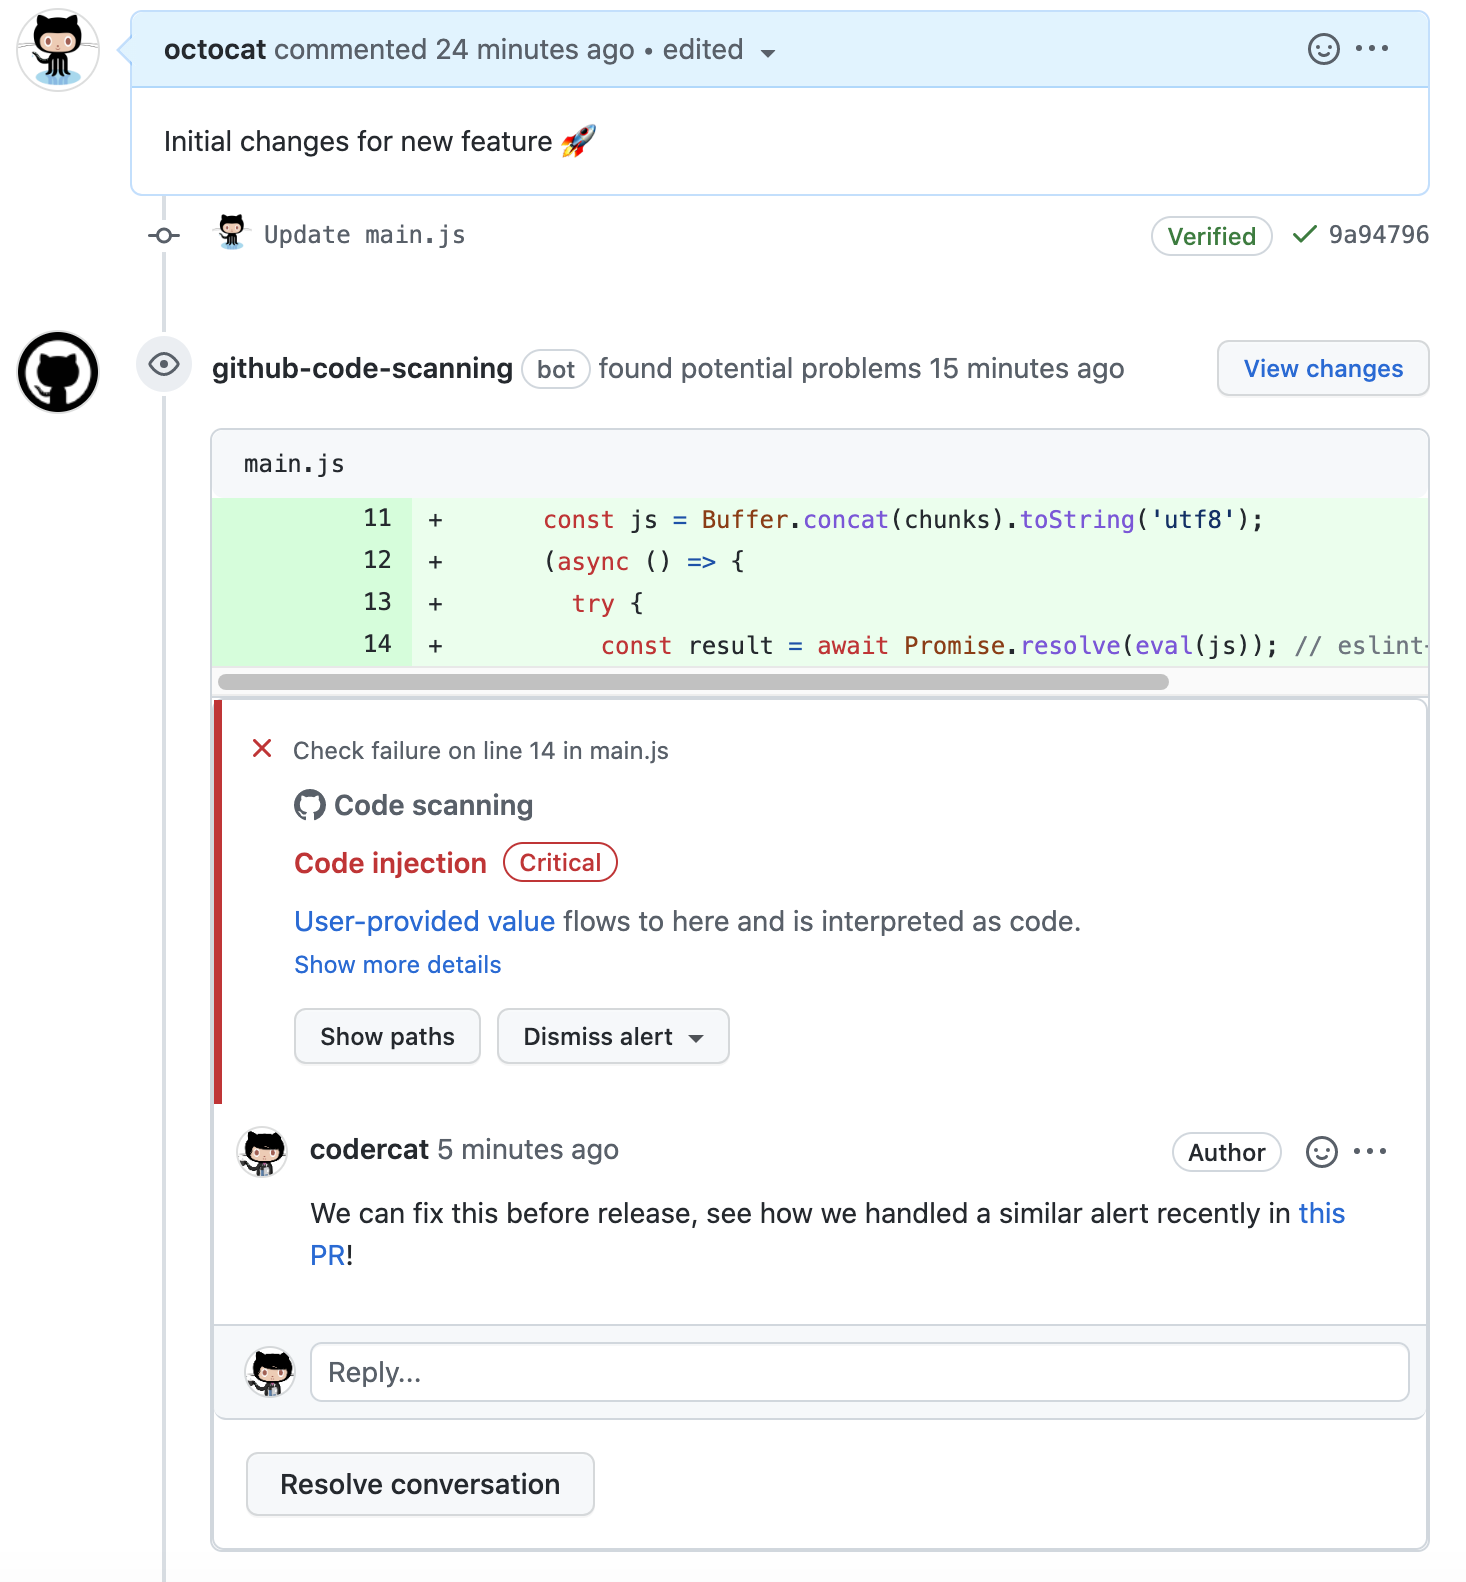 octocat commented 24 minutes ago • edited
Initial changes for new feature 🚀
Update main.js
Verified
9a94796
github-code-scanning bot found potential problems 15 minutes ago
View changes
main.js
11 + const js = Buffer.concat(chunks).toString('utf8');
12 + (async () => {
13 + try {
14 + const result = await Promise.resolve(eval(js)); // eslint-
Check failure on line 14 in main.js
Code scanning
Code injection Critical
User-provided value flows to here and is interpreted as code.
Show more details
Show paths
Dismiss alert
codercat 5 minutes ago
Author
We can fix this before release, see how we handled a similar alert recently in this
PR!
Reply...
Resolve conversation